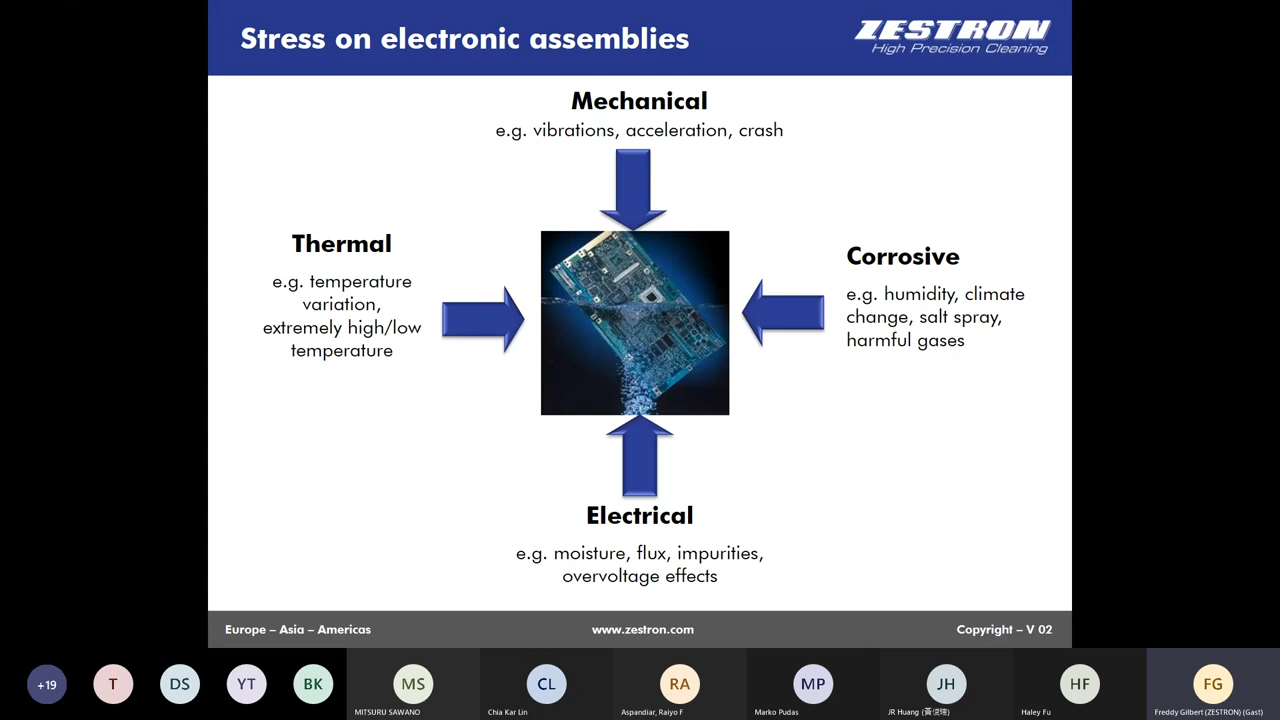 Stress on electronic assemblies
ZESTRON
High Precision Cleaning
Mechanical
e.g. vibrations, acceleration, crash
Thermal
e.g. temperature
variation,
extremely high/low
temperature
Corrosive
e.g. humidity, climate
change, salt spray,
harmful gases
Electrical
e.g. moisture, flux, impurities,
overvoltage effects
Europe – Asia – Americas
www.zestron.com
Copyright – V 02
+19
T
DS
YT
BK
MS
MITSURU SAWANO
CL
Chia Kar Lin
RA
Aspandiar, Raiyo F
MP
Marko Pudas
JH
JR Huang
HF
Haley Fu
FG
Freddy Gilbert (ZESTRON) (Gast)